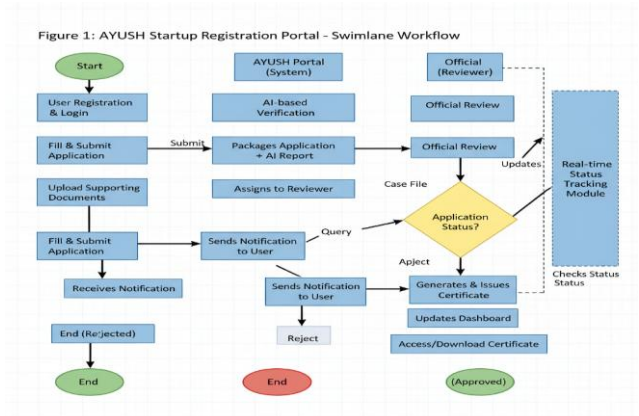 Figure 1: AYUSH Startup Registration Portal - Swimlane Workflow
Start
AYUSH Portal
(System)
Official
(Reviewer)
User Registration
& Login
AI-based
Verification
Official Review
Fill & Submit
Application
Submit
Packages Application
+ AI Report
Official Review
Updates
Real-time
Status
Tracking
Module
Upload Supporting
Documents
Assigns to Reviewer
Case File
Application
Status?
Fill & Submit
Application
Sends Notification
to User
Query
Apject
Checks Status
Status
Receives Notification
Sends Notification
to User
Generates & Issues
Certificate
Updates Dashboard
End (Rejected)
Reject
Access/Download Certificate
End
End
(Approved)